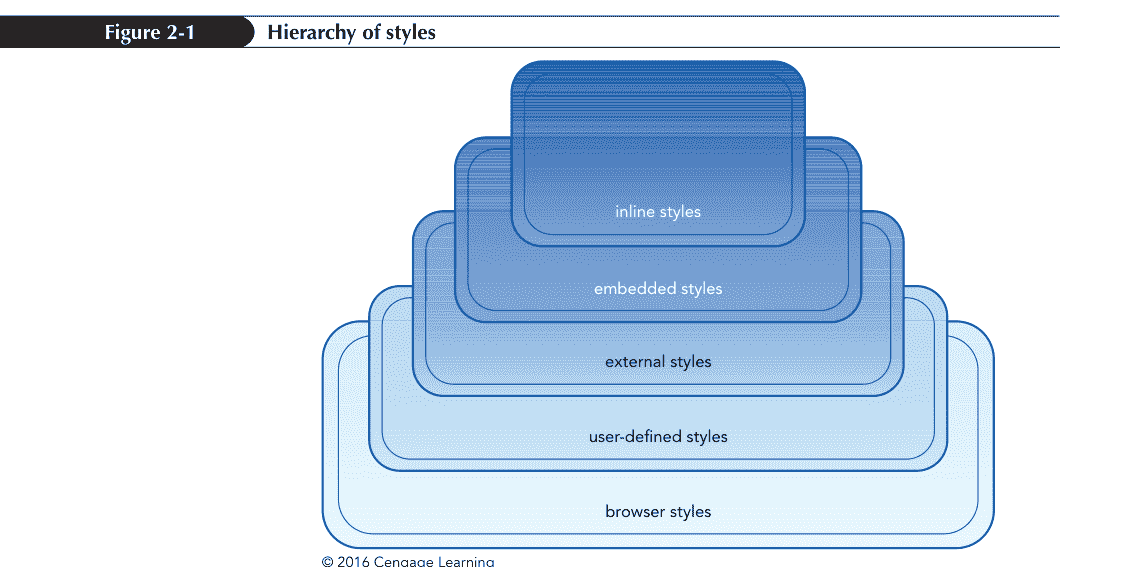 Figure 2-1 Hierarchy of styles
inline styles
embedded styles
external styles
user-defined styles
browser styles
© 2016 Cengage Learning